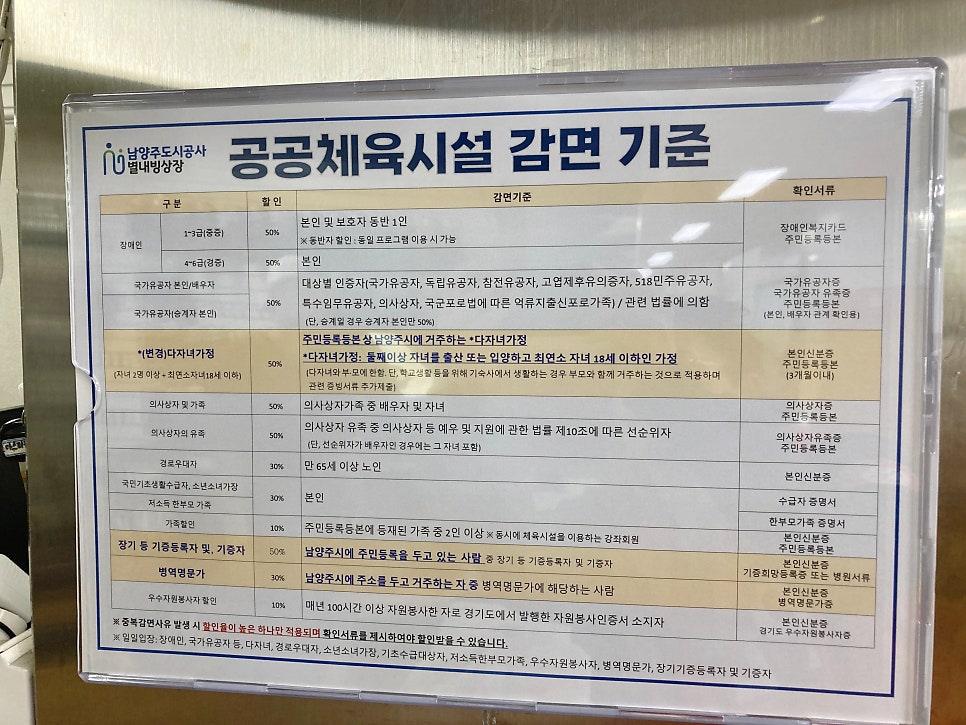 남양주도시공사
별내빙상장
공공체육시설 감면 기준
구 분 할 인 감면기준 확인서류
장애인 1~3급(중증) 50% 본인 및 보호자 동반 1인
※ 동반자 할인 : 동일 프로그램 이용 시 가능
장애인복지카드
주민등록등본
4~6급(경증) 50% 본인
국가유공자 본인/배우자
국가유공자(승계자 본인)
50%
대상별 인증자(국가유공자, 독립유공자, 참전유공자, 고엽제후유의증자, 518민주유공자,
특수임무유공자, 의사상자, 국군포로법에 따른 억류지출신포로가족) / 관련 법률에 의함
(단, 승계일 경우 승계자 본인만 50%)
국가유공자증
국가유공자 유족증
주민등록등본
(본인, 배우자 관계 확인용)
*(변경)다자녀가정
(자녀 2명 이상 + 최연소자녀18세 이하)
50%
주민등록등본 상 남양주시에 거주하는 *다자녀가정
*다자녀가정: 둘째이상 자녀를 출산 또는 입양하고 최연소 자녀 18세 이하인 가정
(다자녀와 부·모에 한함. 단, 학교생활 등을 위해 기숙사에서 생활하는 경우 부모와 함께 거주하는 것으로 적용하며
관련 증빙서류 추가제출)
본인신분증
주민등록등본
(3개월이내)
의사상자 및 가족 50% 의사상자가족 중 배우자 및 자녀
의사상자증
주민등록등본
의사상자의 유족 50% 의사상자 유족 중 의사상자 등 예우 및 지원에 관한 법률 제10조에 따른 선순위자
(단, 선순위자가 배우자인 경우에는 그 자녀 포함)
의사상자유족증
주민등록등본
경로우대자 30% 만 65세 이상 노인 본인신분증
국민기초생활수급자, 소년소녀가장
저소득 한부모 가족
30% 본인
수급자 증명서
한부모가족 증명서
가족할인 10% 주민등록등본에 등재된 가족 중 2인 이상 ※ 동시에 체육시설을 이용하는 강좌회원
본인신분증
주민등록등본
장기 등 기증등록자 및, 기증자 50% 남양주시에 주민등록을 두고 있는 사람 중 장기 등 기증등록자 및 기증자
본인신분증
기증희망등록증 또는 병원서류
병역명문가 30% 남양주시에 주소를 두고 거주하는 자 중 병역명문가에 해당하는 사람
본인신분증
병역명문가증
우수자원봉사자 할인 10% 매년 100시간 이상 자원봉사한 자로 경기도에서 발행한 자원봉사인증서 소지자
본인신분증
경기도 우수자원봉사자증
※ 중복감면사유 발생 시 할인율이 높은 하나만 적용되며 확인서류를 제시하여야 할인받을 수 있습니다.
※ 일일입장: 장애인, 국가유공자 등, 다자녀, 경로우대자, 소년소녀가장, 기초수급대상자, 저소득한부모가족, 우수자원봉사자, 병역명문가, 장기기증등록자 및 기증자